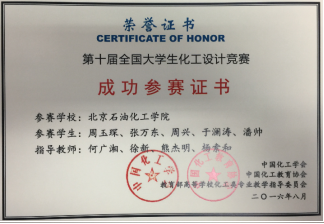 荣誉证书
CERTIFICATE OF HONOR
第十届全国大学生化工设计竞赛
成功参赛证书
参赛学校：北京石油化工学院
参赛学生：周玉琛、张万东、周兴、于澜涛、潘帅
指导教师：何广湘、徐新、熊杰明、杨索和
中国化工学会
中国化工教育协会
教育部高等学校化工类专业教学指导委员会
二〇一六年八月